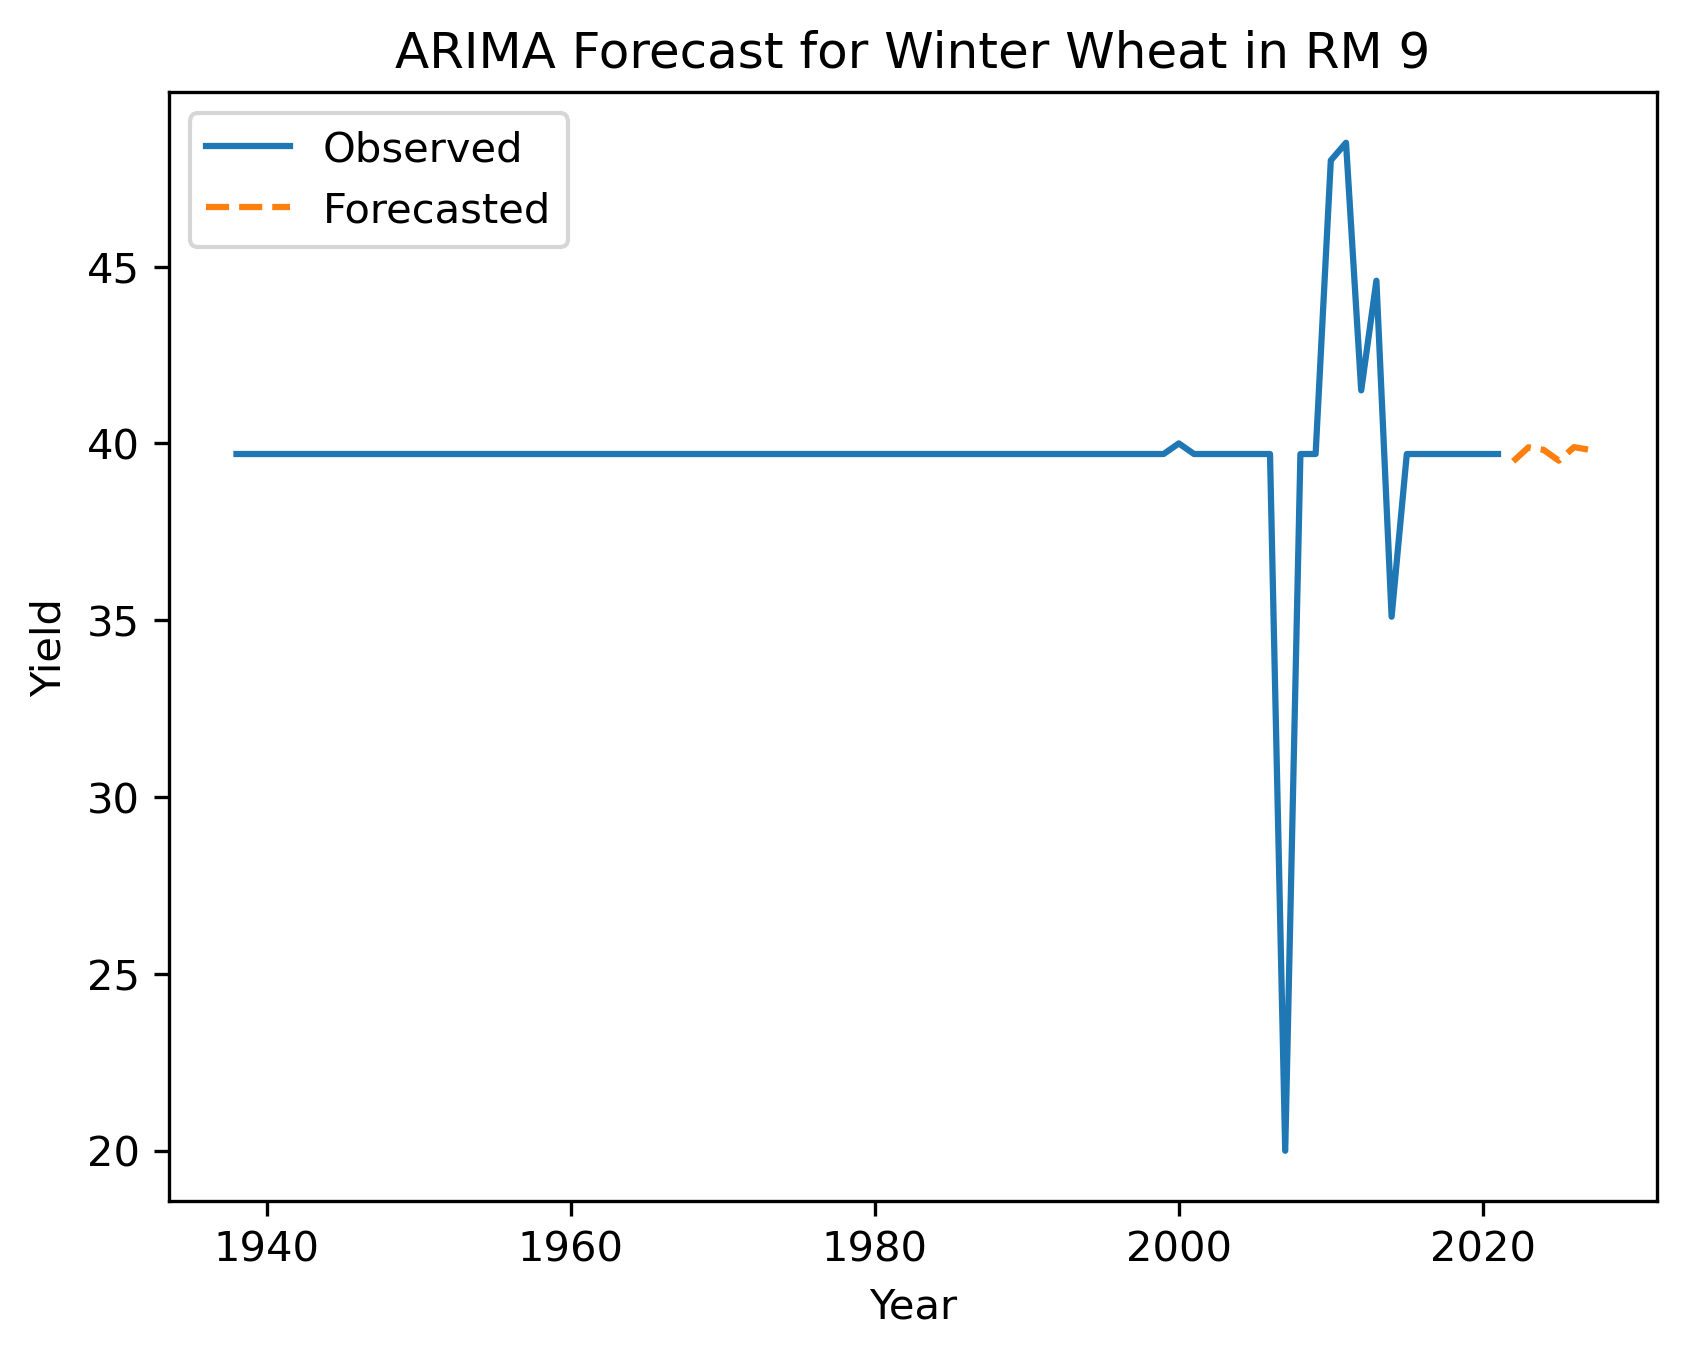 ARIMA Forecast for Winter Wheat in RM 9
Observed
Forecasted
45
40
35
30
25
20
Yield
1940 1960 1980 2000 2020
Year